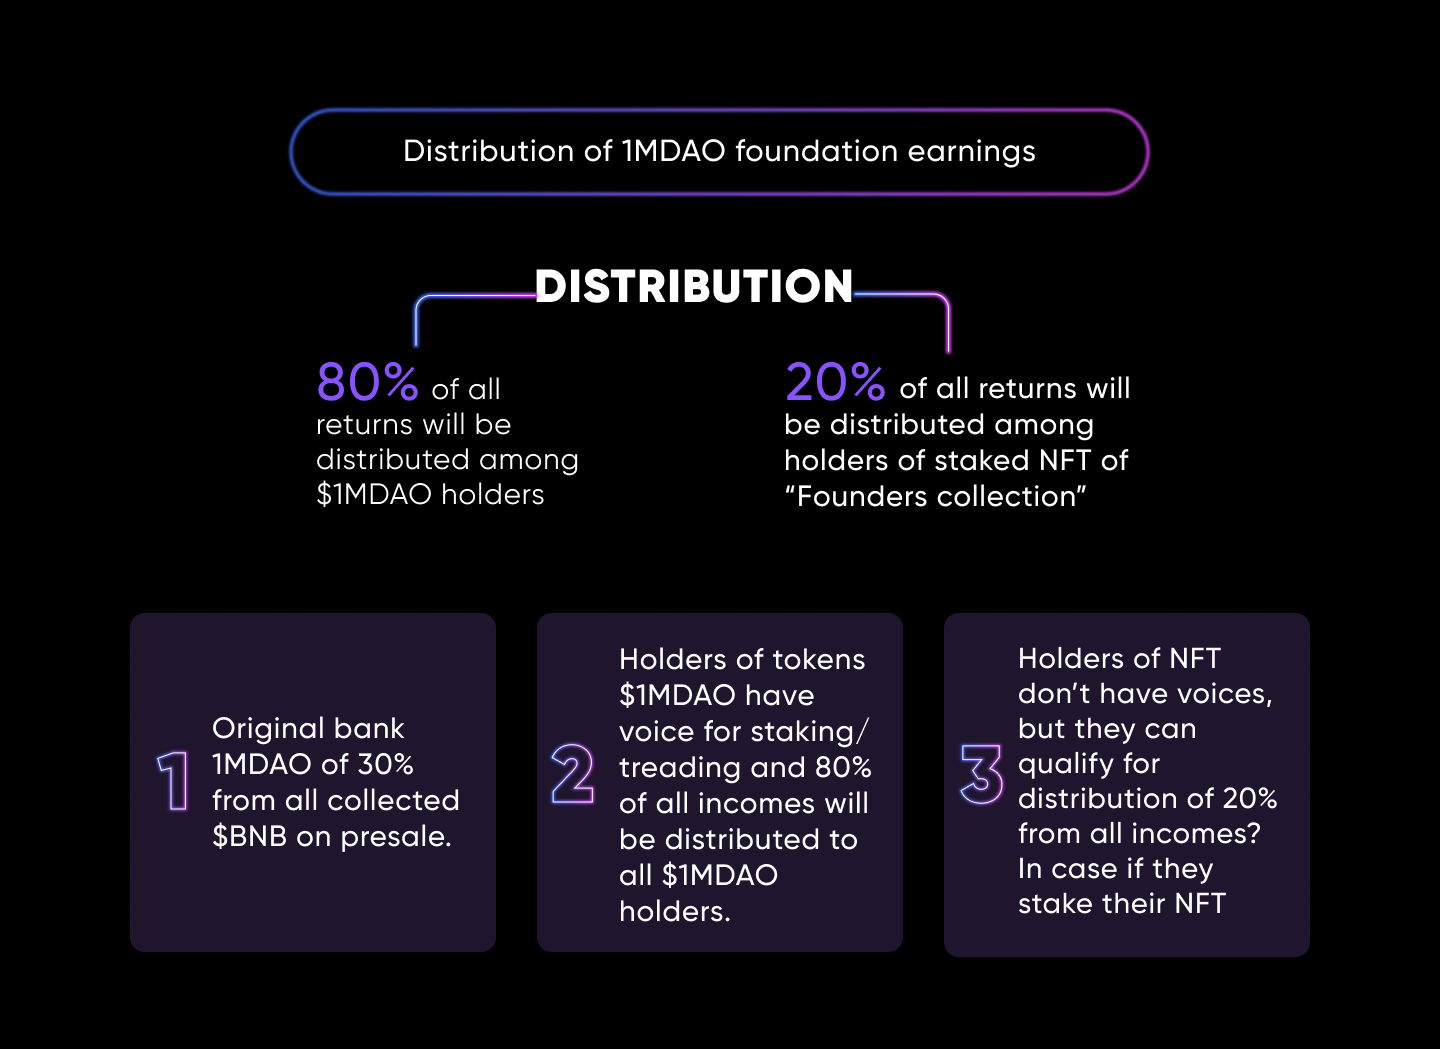 Distribution of 1MDAO foundation earnings
DISTRIBUTION
80% of all
returns will be
distributed among
$1MDAO holders
20% of all returns will
be distributed among
holders of staked NFT of
“Founders collection”
1
Original bank
1MDAO of 30%
from all collected
$BNB on presale.
2
Holders of tokens
$1MDAO have
voice for staking/
treading and 80%
of all incomes will
be distributed to
all $1MDAO
holders.
3
Holders of NFT
don’t have voices,
but they can
qualify for
distribution of 20%
from all incomes?
In case if they
stake their NFT